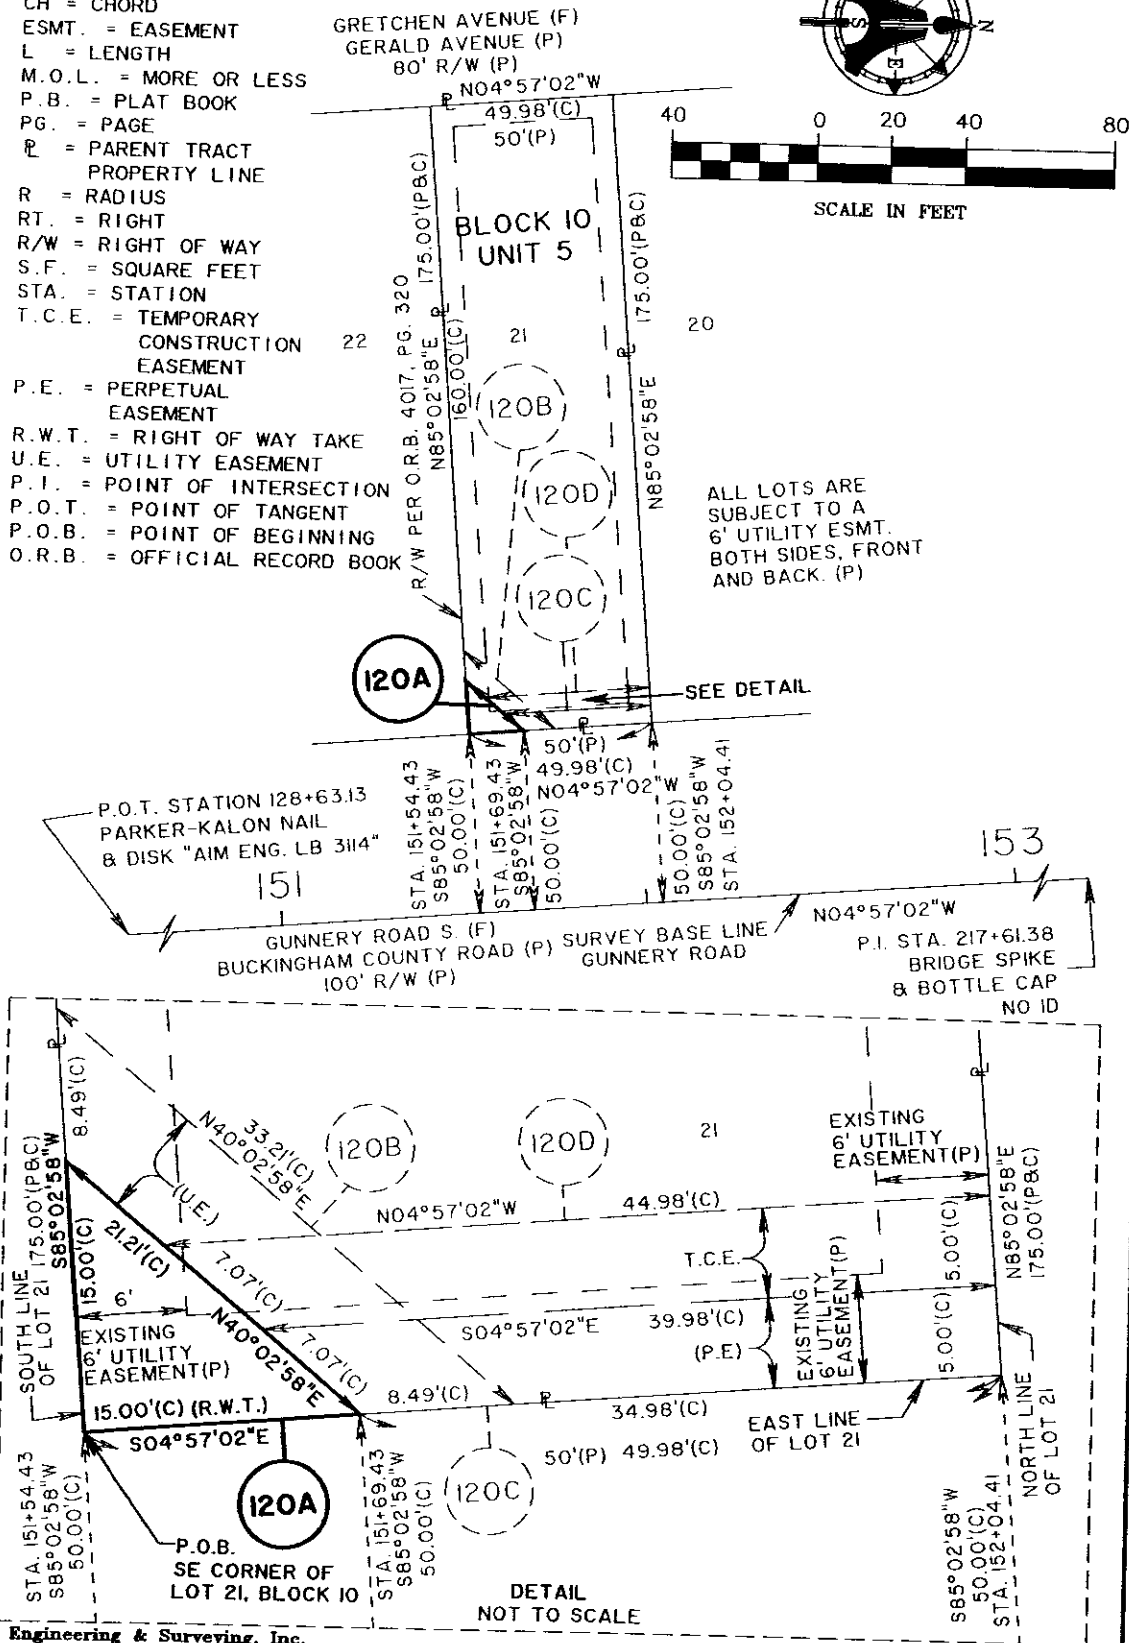 CH = CHORD
ESMT. = EASEMENT
L = LENGTH
M.O.L. = MORE OR LESS
P.B. = PLAT BOOK
PG. = PAGE
PL = PARENT TRACT
PROPERTY LINE
R = RADIUS
RT. = RIGHT
R/W = RIGHT OF WAY
S.F. = SQUARE FEET
STA. = STATION
T.C.E. = TEMPORARY
CONSTRUCTION
EASEMENT
P.E. = PERPETUAL
EASEMENT
R.W.T. = RIGHT OF WAY TAKE
U.E. = UTILITY EASEMENT
P.I. = POINT OF INTERSECTION
P.O.T. = POINT OF TANGENT
P.O.B. = POINT OF BEGINNING
O.R.B. = OFFICIAL RECORD BOOK
GRETCHEN AVENUE (F)
GERALD AVENUE (P)
80' R/W (P)
PL
N04°57'02"W
49.98'(C)
50'(P)
S
N
E
40 0 20 40 80
SCALE IN FEET
BLOCK 10
UNIT 5
R/W PER O.R.B. 4017, PG. 320
N85°02'58"E PL 175.00'(P&C)
160.00'(C)
175.00'(P&C)
PL
N85°02'58"E
22
21
20
120B
120D
120C
120A
ALL LOTS ARE
SUBJECT TO A
6' UTILITY ESMT.
BOTH SIDES, FRONT
AND BACK. (P)
SEE DETAIL
PL
50'(P)
49.98'(C)
N04°57'02"W
STA. 151+54.43
S85°02'58"W
50.00'(C)
STA. 151+69.43
S85°02'58"W
50.00'(C)
50.00'(C)
S85°02'58"W
STA. 152+04.41
P.O.T. STATION 128+63.13
PARKER-KALON NAIL
& DISK "AIM ENG. LB 3114"
151
153
GUNNERY ROAD S. (F)
BUCKINGHAM COUNTY ROAD (P)
100' R/W (P)
SURVEY BASE LINE
GUNNERY ROAD
N04°57'02"W
P.I. STA. 217+61.38
BRIDGE SPIKE
& BOTTLE CAP
NO ID
PL
8.49'(C)
SOUTH LINE
OF LOT 21 175.00'(P&C)
S85°02'58"W
15.00'(C)
21.21'(C)
(U.E.)
33.21'(C)
N40°02'58"E
120B
120D
21
EXISTING
6' UTILITY
EASEMENT(P)
PL
N04°57'02"W 44.98'(C)
N85°02'58"E
175.00'(P&C)
T.C.E.
5.00'(C)
7.07'(C)
6'
EXISTING
6' UTILITY
EASEMENT(P)
N40°02'58"E
7.07'(C)
S04°57'02"E 39.98'(C)
(P.E)
EXISTING
6' UTILITY
EASEMENT(P)
5.00'(C)
15.00'(C) (R.W.T.)
S04°57'02"E
8.49'(C)
PL
34.98'(C)
50'(P) 49.98'(C)
EAST LINE
OF LOT 21
NORTH LINE
OF LOT 21
120A
120C
STA. 151+54.43
S85°02'58"W
50.00'(C)
P.O.B.
SE CORNER OF
LOT 21, BLOCK 10
STA. 151+69.43
S85°02'58"W
50.00'(C)
S85°02'58"W
50.00'(C)
STA. 152+04.41
DETAIL
NOT TO SCALE
Engineering & Surveying, Inc.